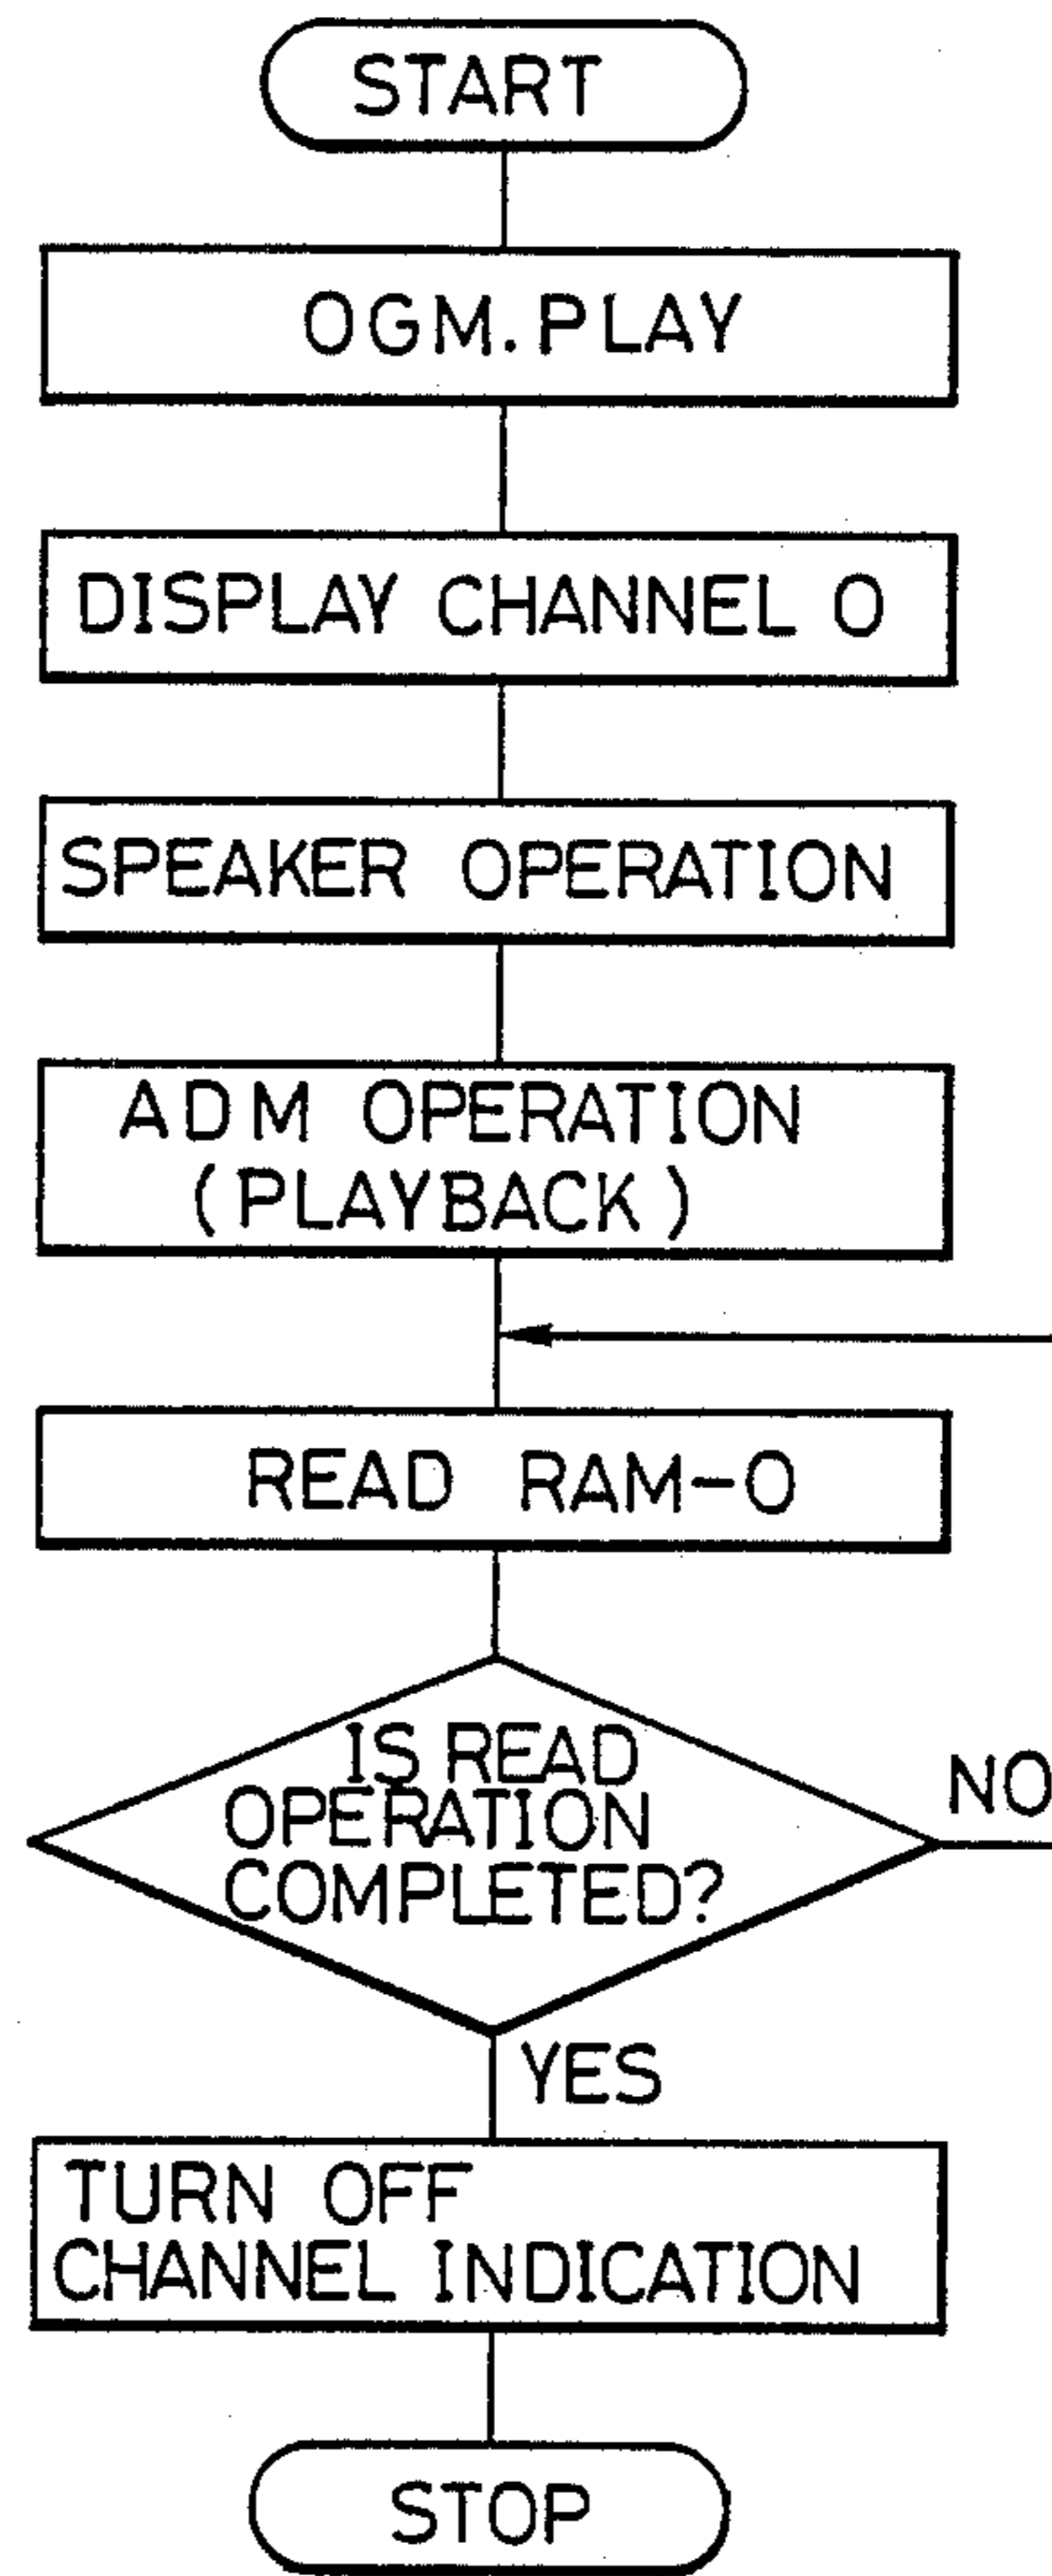 START
OGM. PLAY
DISPLAY CHANNEL 0
SPEAKER OPERATION
ADM OPERATION
(PLAYBACK)
READ RAM-0
IS READ
OPERATION
COMPLETED?
NO
YES
TURN OFF
CHANNEL INDICATION
STOP